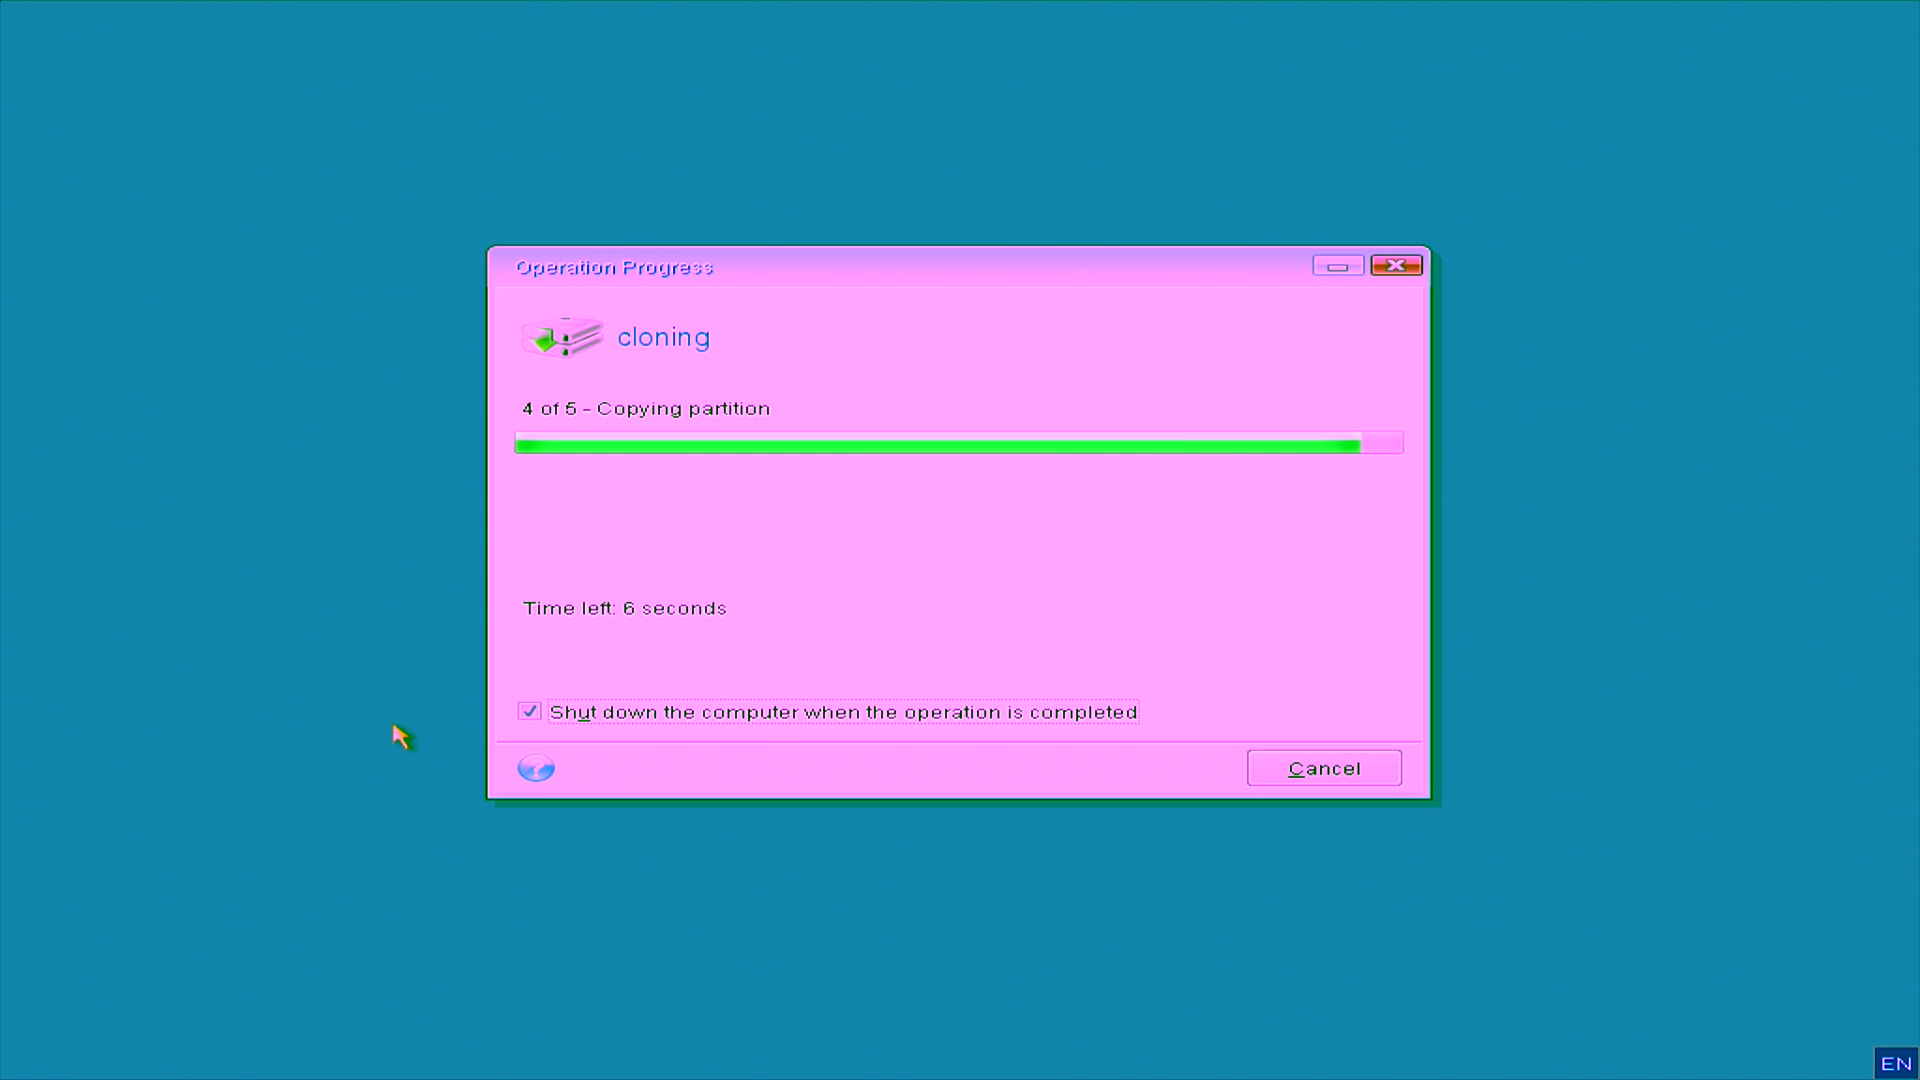 Operation Progress
cloning
4 of 5 - Copying partition
Time left: 6 seconds
Shut down the computer when the operation is completed
Cancel
EN